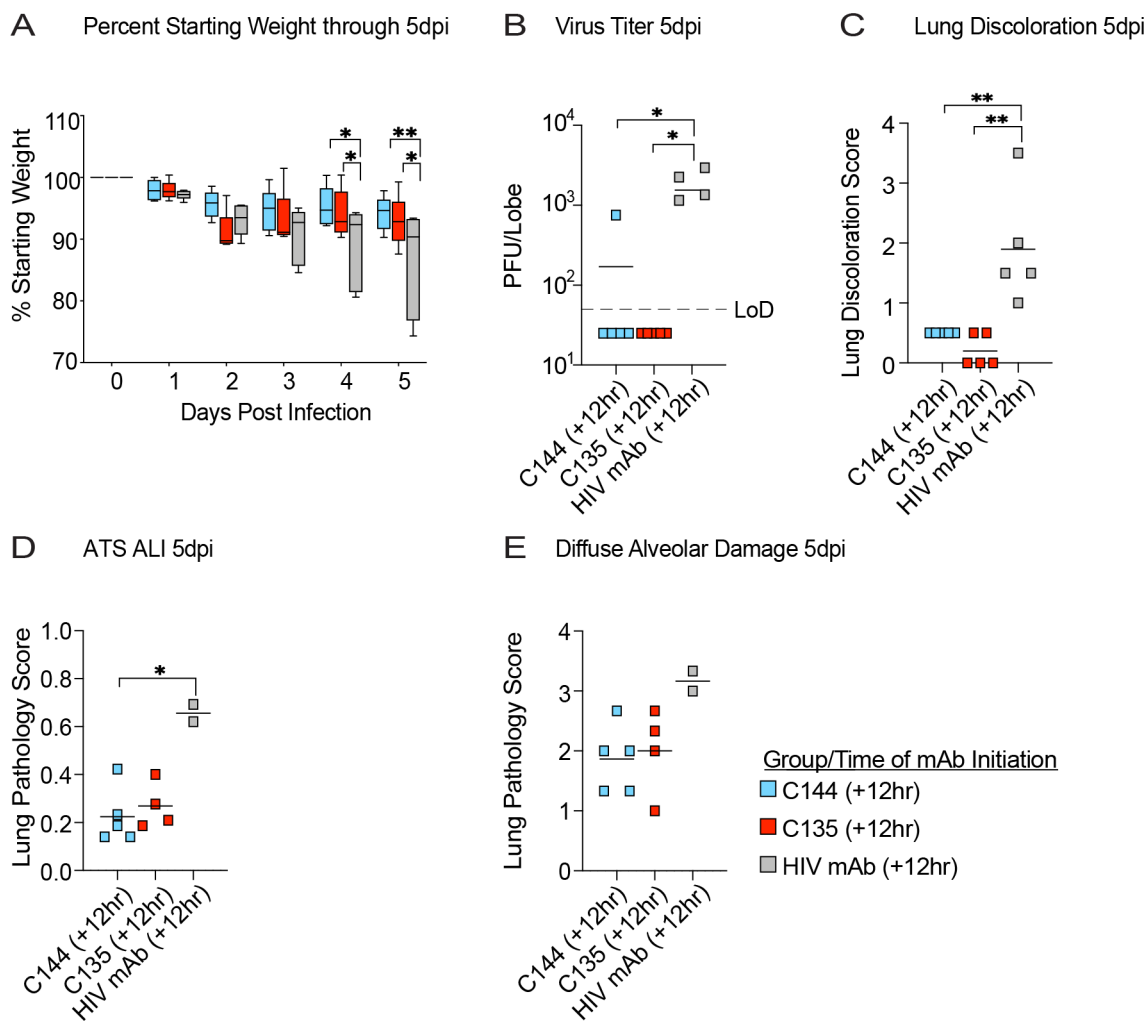 A Percent Starting Weight through 5dpi
% Starting Weight
110
100
90
80
70
* **
* *
0 1 2 3 4 5
Days Post Infection
B Virus Titer 5dpi
PFU/Lobe
10^4
10^3
10^2
10^1
*
*
LoD
C144 (+12hr)
C135 (+12hr)
HIV mAb (+12hr)
C Lung Discoloration 5dpi
Lung Discoloration Score
4
3
2
1
0
**
**
C144 (+12hr)
C135 (+12hr)
HIV mAb (+12hr)
D ATS ALI 5dpi
Lung Pathology Score
1.0
0.8
0.6
0.4
0.2
0.0
*
C144 (+12hr)
C135 (+12hr)
HIV mAb (+12hr)
E Diffuse Alveolar Damage 5dpi
Lung Pathology Score
4
3
2
1
0
C144 (+12hr)
C135 (+12hr)
HIV mAb (+12hr)
Group/Time of mAb Initiation
C144 (+12hr)
C135 (+12hr)
HIV mAb (+12hr)